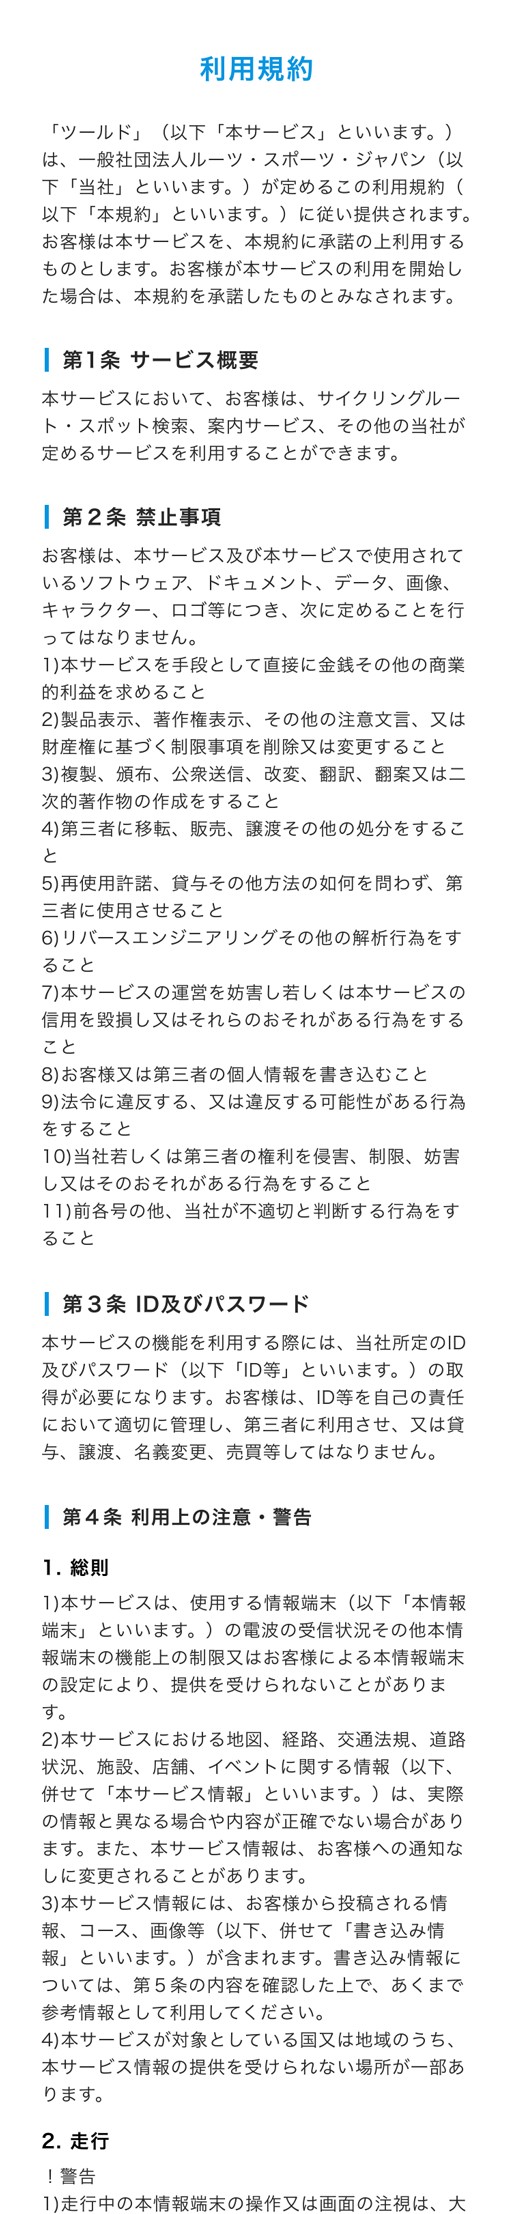 利用規約
「ツールド」（以下「本サービス」といいます。）
は、一般社団法人ルーツ・スポーツ・ジャパン（以
下「当社」といいます。）が定めるこの利用規約（
以下「本規約」といいます。）に従い提供されます。
お客様は本サービスを、本規約に承諾の上利用する
ものとします。お客様が本サービスの利用を開始し
た場合は、本規約を承諾したものとみなされます。
第1条 サービス概要
本サービスにおいて、お客様は、サイクリングルー
ト・スポット検索、案内サービス、その他の当社が
定めるサービスを利用することができます。
第２条 禁止事項
お客様は、本サービス及び本サービスで使用されて
いるソフトウェア、ドキュメント、データ、画像、
キャラクター、ロゴ等につき、次に定めることを行
ってはなりません。
1)本サービスを手段として直接に金銭その他の商業
的利益を求めること
2)製品表示、著作権表示、その他の注意文言、又は
財産権に基づく制限事項を削除又は変更すること
3)複製、頒布、公衆送信、改変、翻訳、翻案又は二
次的著作物の作成をすること
4)第三者に移転、販売、譲渡その他の処分をするこ
と
5)再使用許諾、貸与その他方法の如何を問わず、第
三者に使用させること
6)リバースエンジニアリングその他の解析行為をす
ること
7)本サービスの運営を妨害し若しくは本サービスの
信用を毀損し又はそれらのおそれがある行為をする
こと
8)お客様又は第三者の個人情報を書き込むこと
9)法令に違反する、又は違反する可能性がある行為
をすること
10)当社若しくは第三者の権利を侵害、制限、妨害
し又はそのおそれがある行為をすること
11)前各号の他、当社が不適切と判断する行為をす
ること
第３条 ID及びパスワード
本サービスの機能を利用する際には、当社所定のID
及びパスワード（以下「ID等」といいます。）の取
得が必要になります。お客様は、ID等を自己の責任
において適切に管理し、第三者に利用させ、又は貸
与、譲渡、名義変更、売買等してはなりません。
第４条 利用上の注意・警告
1. 総則
1)本サービスは、使用する情報端末（以下「本情報
端末」といいます。）の電波の受信状況その他本情
報端末の機能上の制限又はお客様による本情報端末
の設定により、提供を受けられないことがありま
す。
2)本サービスにおける地図、経路、交通法規、道路
状況、施設、店舗、イベントに関する情報（以下、
併せて「本サービス情報」といいます。）は、実際
の情報と異なる場合や内容が正確でない場合があり
ます。また、本サービス情報は、お客様への通知な
しに変更されることがあります。
3)本サービス情報には、お客様から投稿される情
報、コース、画像等（以下、併せて「書き込み情
報」といいます。）が含まれます。書き込み情報に
ついては、第５条の内容を確認した上で、あくまで
参考情報として利用してください。
4)本サービスが対象としている国又は地域のうち、
本サービス情報の提供を受けられない場所が一部あ
ります。
2. 走行
！警告
1)走行中の本情報端末の操作又は画面の注視は、大